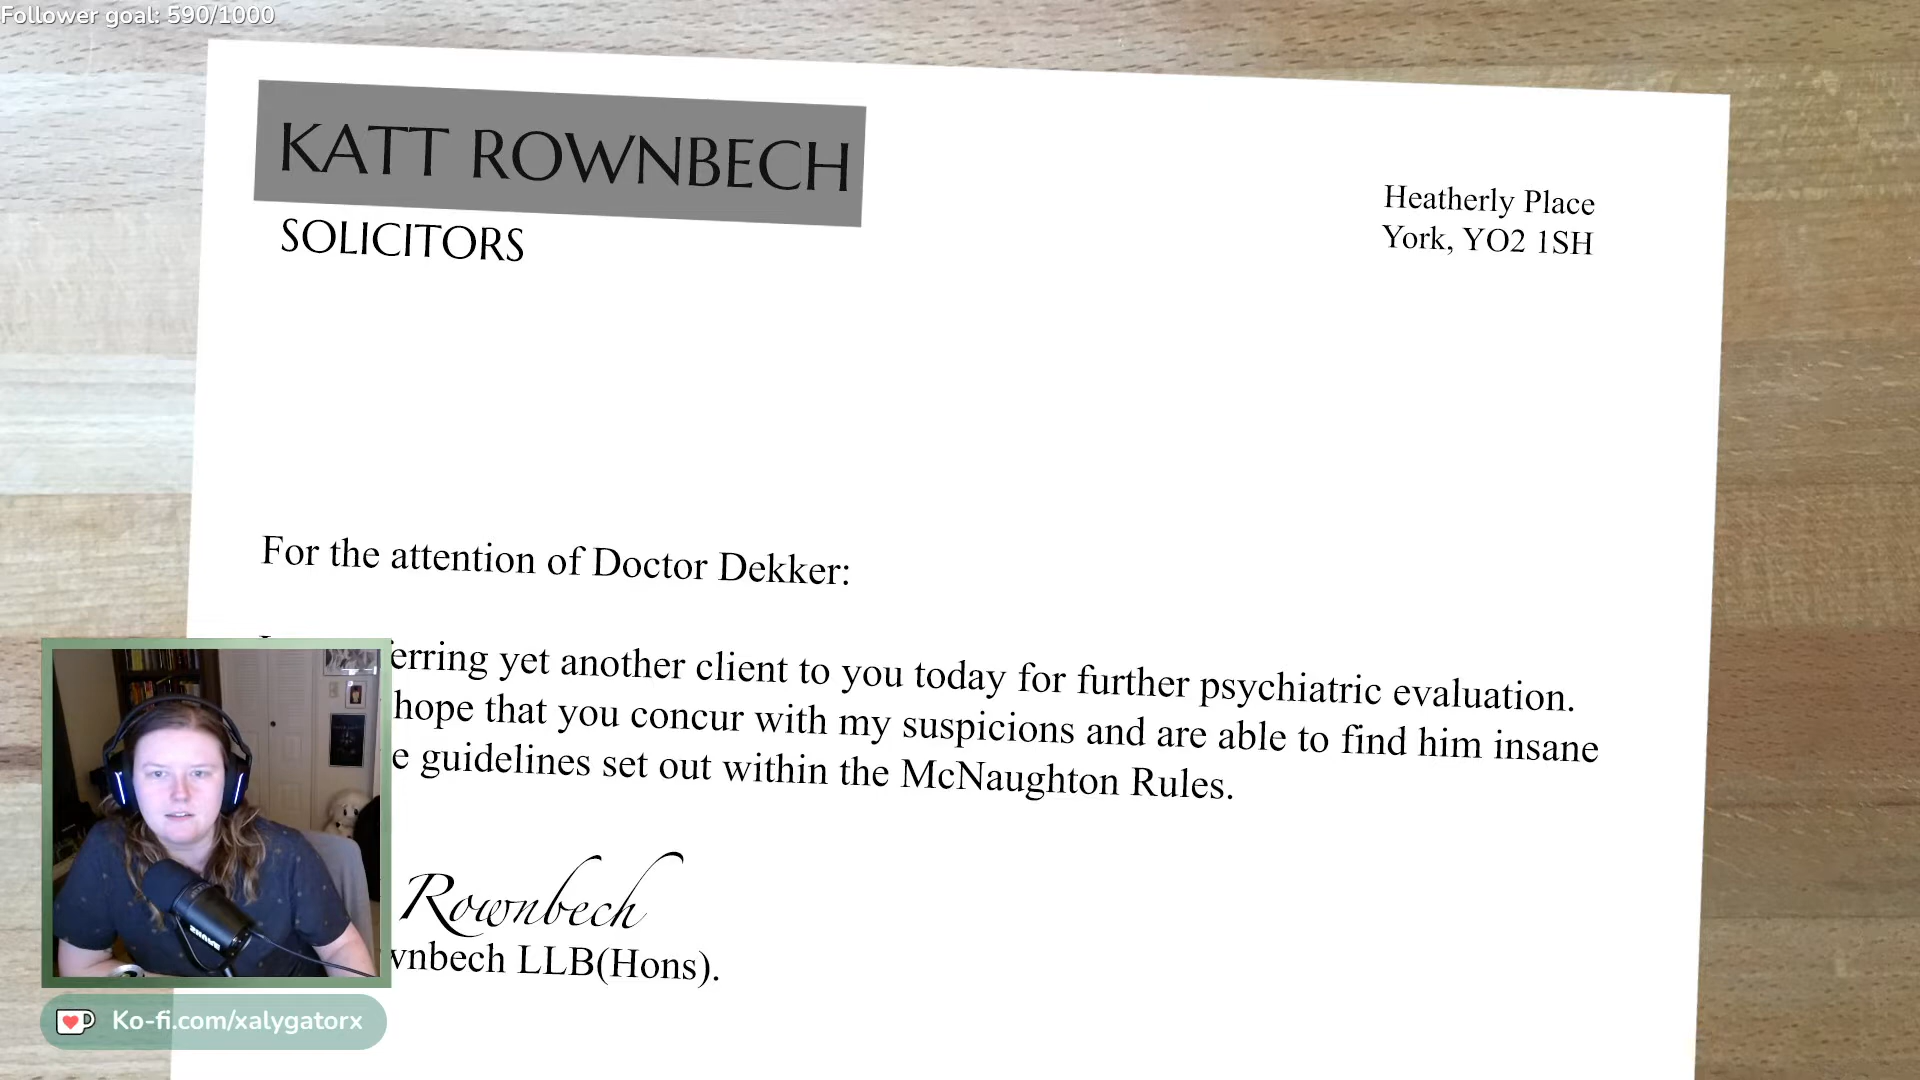 Follower goal: 590/1000
KATT ROWNBECH
SOLICITORS
Heatherly Place
York, YO2 1SH
For the attention of Doctor Dekker:
erring yet another client to you today for further psychiatric evaluation.
hope that you concur with my suspicions and are able to find him insane
e guidelines set out within the McNaughton Rules.
Rownbech
wnbech LLB(Hons).
Ko-fi.com/xalygatorx